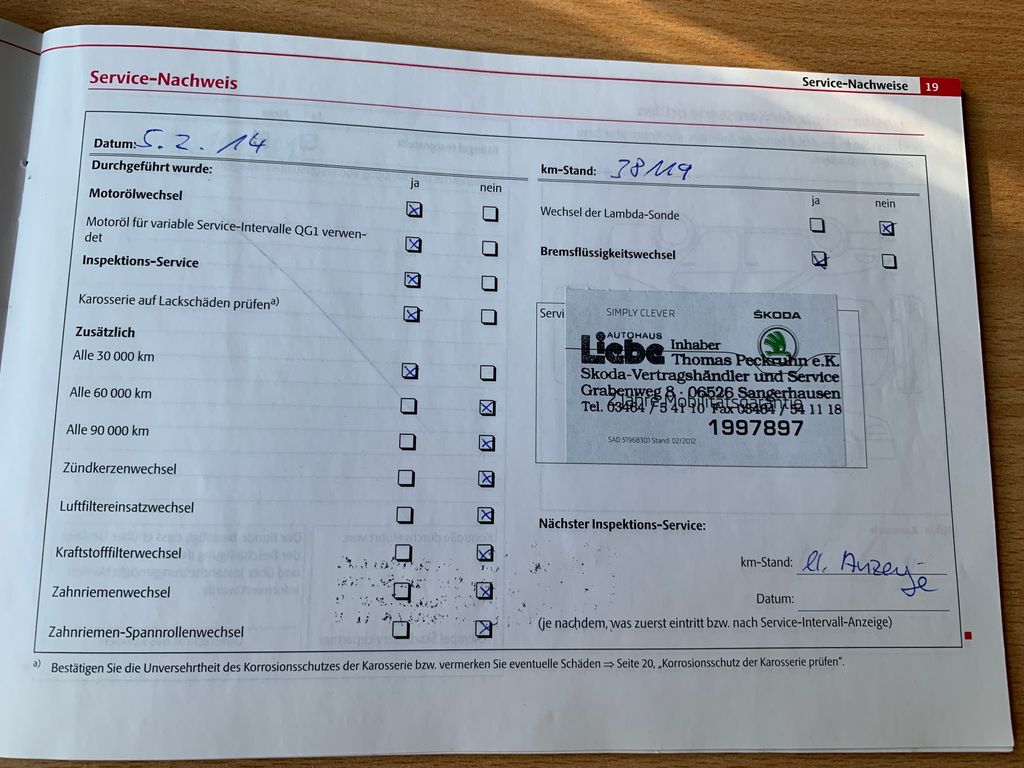 Service-Nachweise 19
Service-Nachweis
Datum: 5.2.14
Durchgeführt wurde:
ja nein
Motorölwechsel
Motoröl für variable Service-Intervalle QG1 verwen-
det
Inspektions-Service
Karosserie auf Lackschäden prüfen a)
Zusätzlich
Alle 30 000 km
Alle 60 000 km
Alle 90 000 km
Zündkerzenwechsel
Luftfiltereinsatzwechsel
Kraftstofffilterwechsel
Zahnriemenwechsel
Zahnriemen-Spannrollenwechsel
km-Stand: 38119
ja nein
Wechsel der Lambda-Sonde
Bremsflüssigkeitswechsel
Servi
SIMPLY CLEVER ŠKODA
AUTOHAUS
Liebe Inhaber
Thomas Peckruhn e.K.
Skoda-Vertragshändler und Service
Grabenweg 8 · 06526 Sangerhausen
Mobilitätsgarantie
Tel. 03464 / 5 41 10 Fax 03464 / 54 11 18
1997897
SAD 51968301 Stand: 02/2012
Nächster Inspektions-Service:
km-Stand: lt. Anzeige
Datum:
(je nachdem, was zuerst eintritt bzw. nach Service-Intervall-Anzeige)
a) Bestätigen Sie die Unversehrtheit des Korrosionsschutzes der Karosserie bzw. vermerken Sie eventuelle Schäden ⇒ Seite 20, „Korrosionsschutz der Karosserie prüfen“.